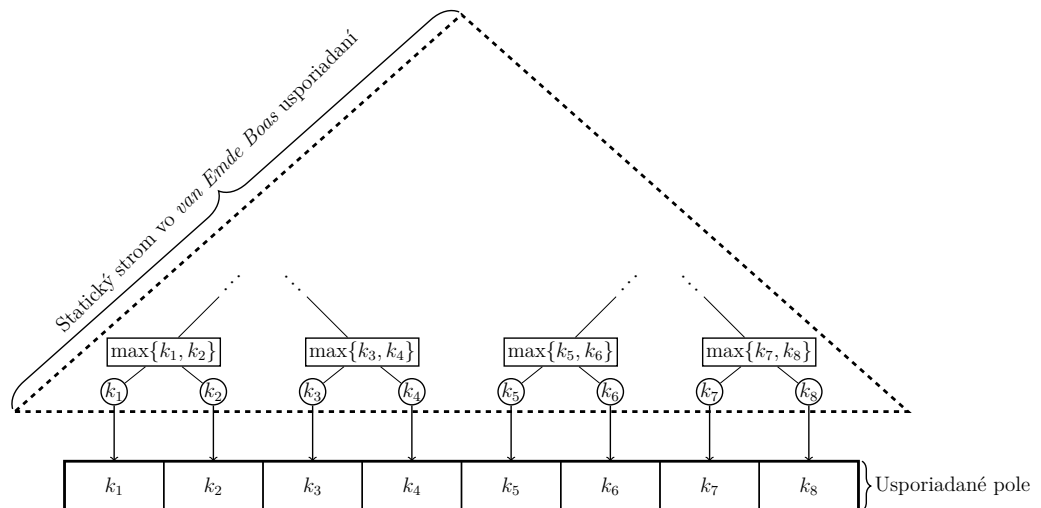 Statický strom vo van Emde Boas usporiadaní
max{k₁, k₂} max{k₃, k₄} max{k₅, k₆} max{k₇, k₈}
k₁ k₂ k₃ k₄ k₅ k₆ k₇ k₈
k₁ k₂ k₃ k₄ k₅ k₆ k₇ k₈ Usporiadané pole